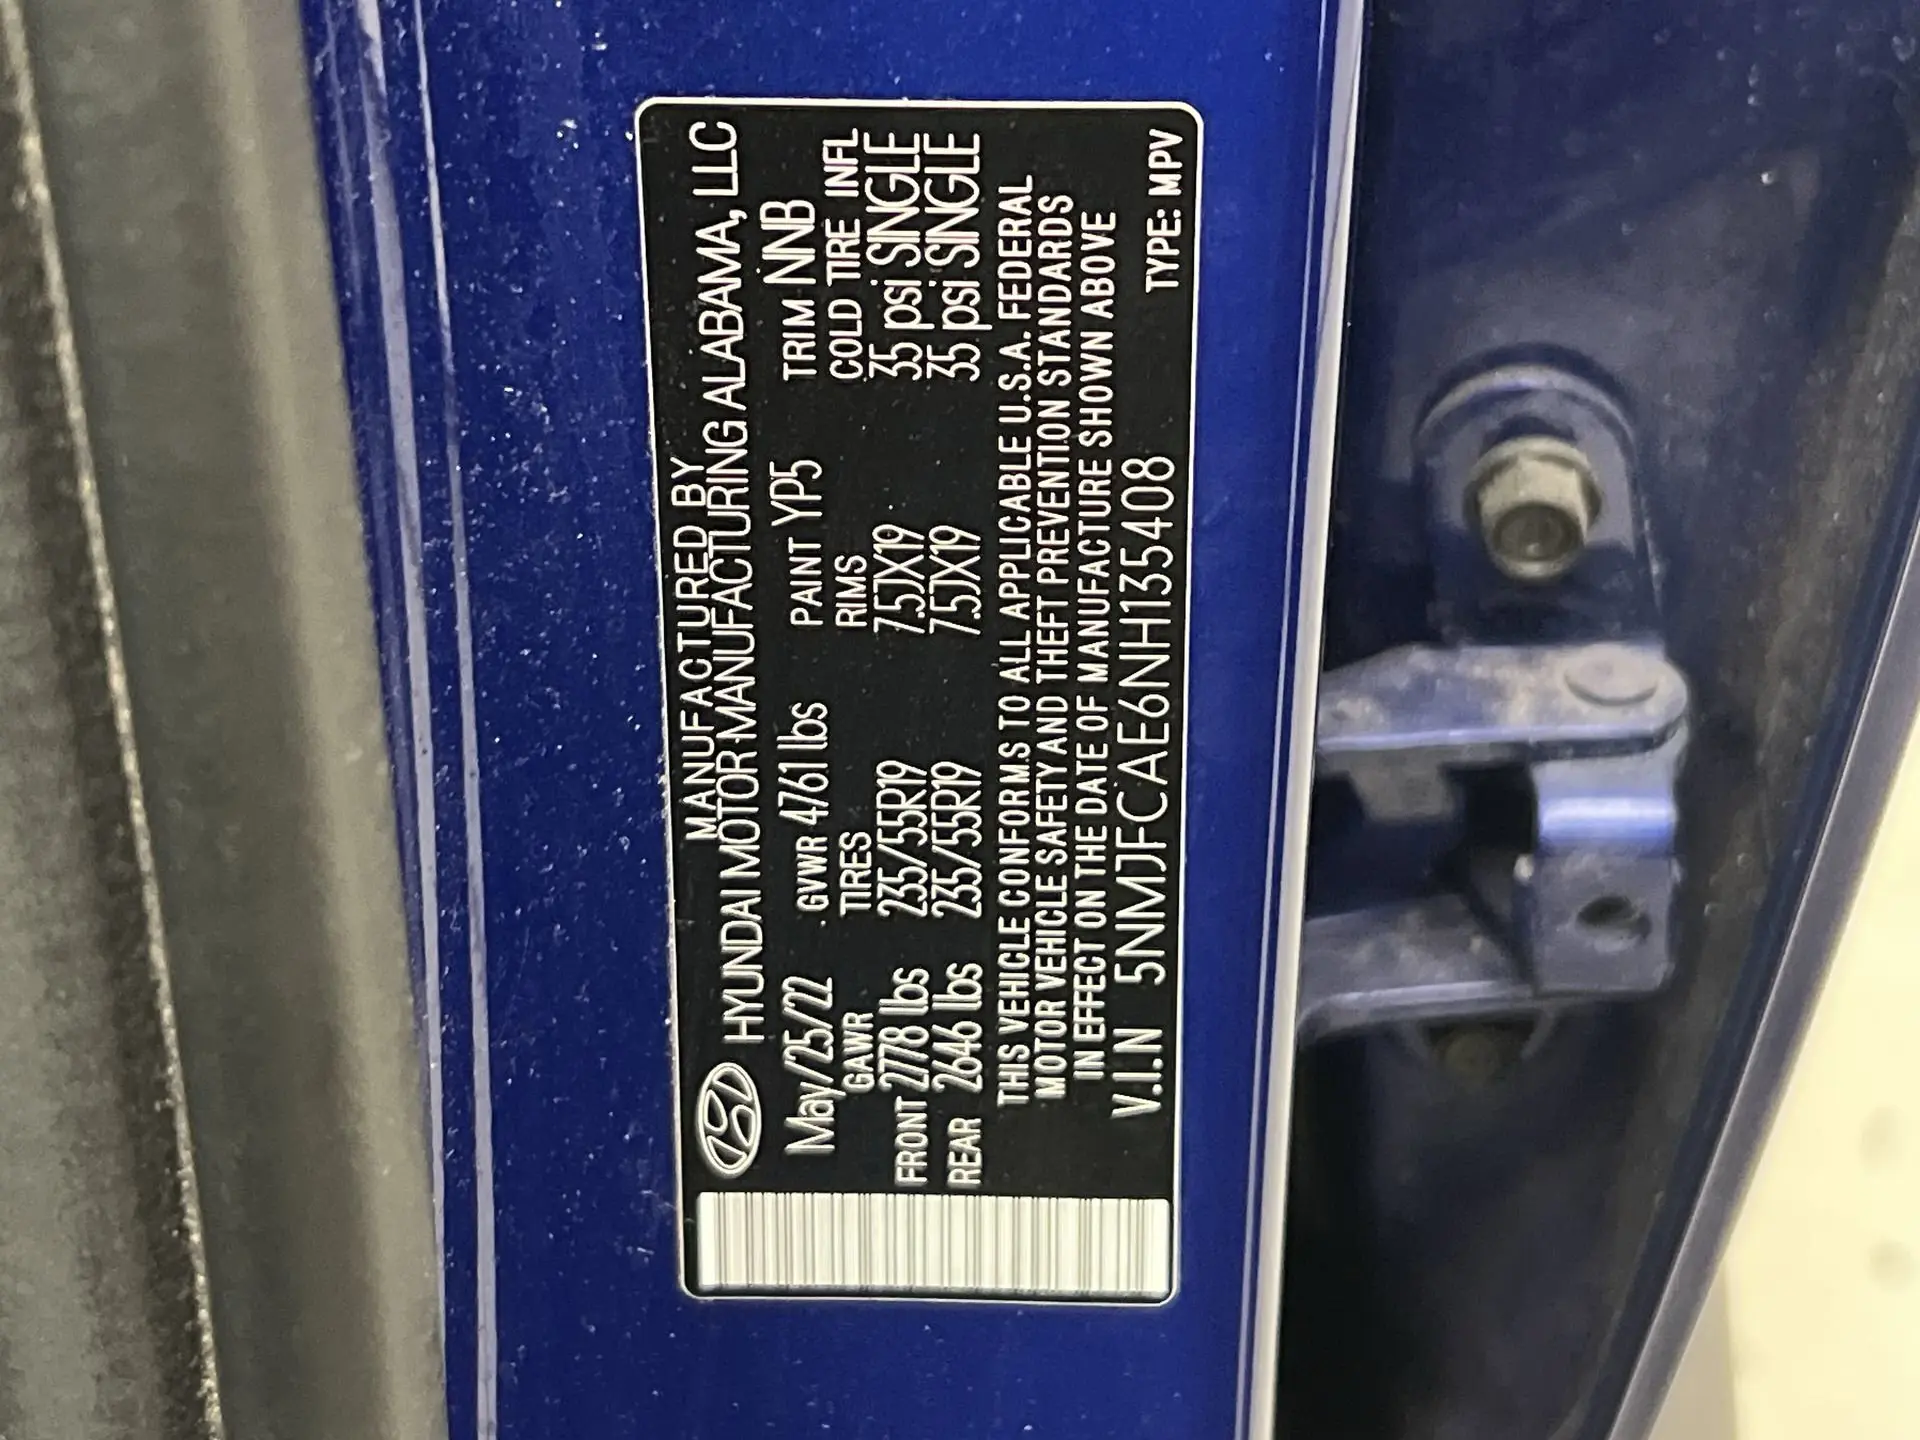 MANUFACTURED BY
HYUNDAI MOTOR MANUFACTURING ALABAMA, LLC
May/25/22 GVWR 4761 lbs PAINT YP5 TRIM NNB
GAWR TIRES RIMS COLD TIRE INFL
FRONT 2778 lbs 235/55R19 7.5JX19 35 psi SINGLE
REAR 2646 lbs 235/55R19 7.5JX19 35 psi SINGLE
THIS VEHICLE CONFORMS TO ALL APPLICABLE U.S.A. FEDERAL
MOTOR VEHICLE SAFETY AND THEFT PREVENTION STANDARDS
IN EFFECT ON THE DATE OF MANUFACTURE SHOWN ABOVE
V.I.N 5NMJFCAE6NH135408 TYPE: MPV